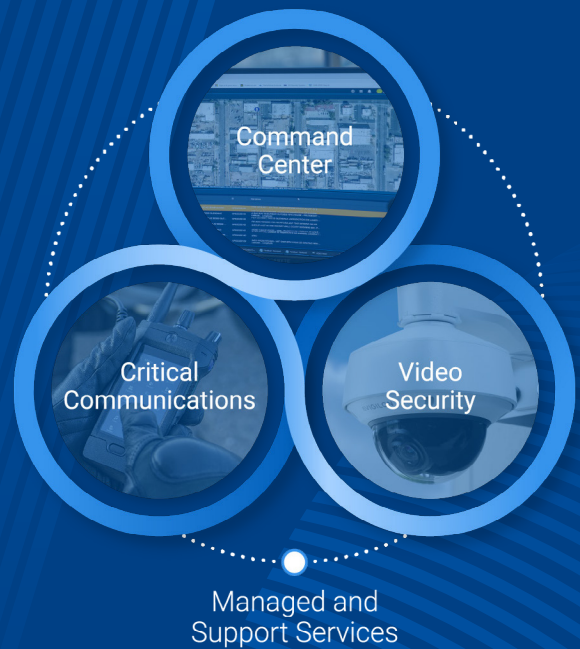 Command
Center
Critical
Communications
Video
Security
Managed and
Support Services